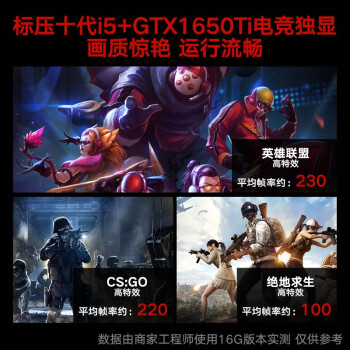 标压十代i5+GTX1650Ti电竞独显
画质惊艳 运行流畅
英雄联盟
高特效
平均帧率约：230
CS:GO
高特效
平均帧率约：220
绝地求生
高特效
平均帧率约：100
数据由商家工程师使用16G版本实测 仅供参考